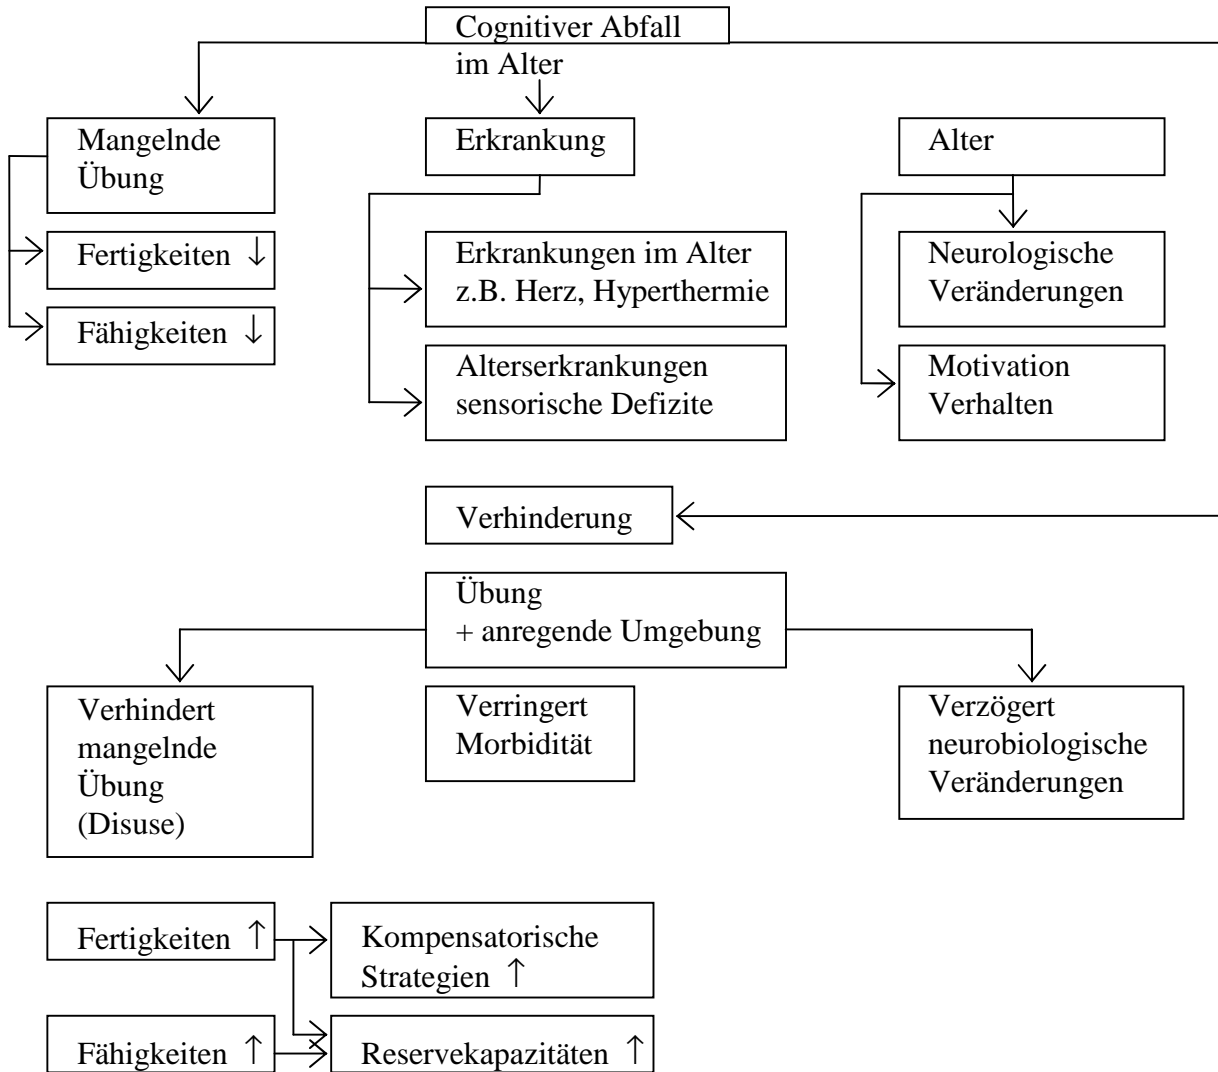 Cognitiver Abfall
im Alter
Mangelnde
Übung
Erkrankung
Alter
Fertigkeiten ↓
Fähigkeiten ↓
Erkrankungen im Alter
z.B. Herz, Hyperthermie
Alterserkrankungen
sensorische Defizite
Neurologische
Veränderungen
Motivation
Verhalten
Verhinderung
Übung
+ anregende Umgebung
Verhindert
mangelnde
Übung
(Disuse)
Verringert
Morbidität
Verzögert
neurobiologische
Veränderungen
Fertigkeiten ↑
Kompensatorische
Strategien ↑
Fähigkeiten ↑
Reservekapazitäten ↑